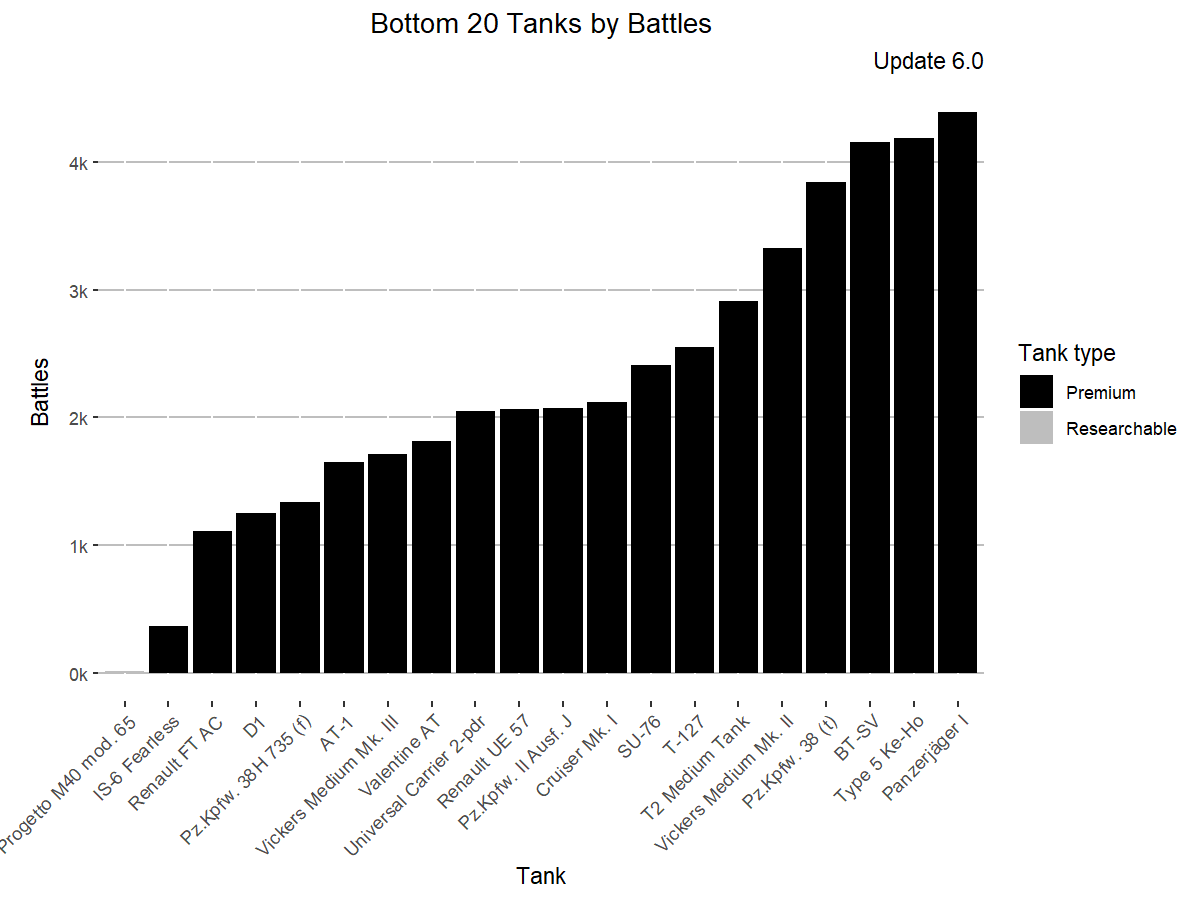 Bottom 20 Tanks by Battles
Update 6.0
4k
3k
2k
1k
0k
Battles
Progetto M40 mod. 65
IS-6 Fearless
Renault FT AC
D1
Pz.Kpfw. 38 H 735 (f)
AT-1
Vickers Medium Mk. III
Valentine AT
Universal Carrier 2-pdr
Renault UE 57
Pz.Kpfw. II Ausf. J
Cruiser Mk. I
SU-76
T-127
T2 Medium Tank
Vickers Medium Mk. II
Pz.Kpfw. 38 (t)
BT-SV
Type 5 Ke-Ho
Panzerjäger I
Tank
Tank type
Premium
Researchable